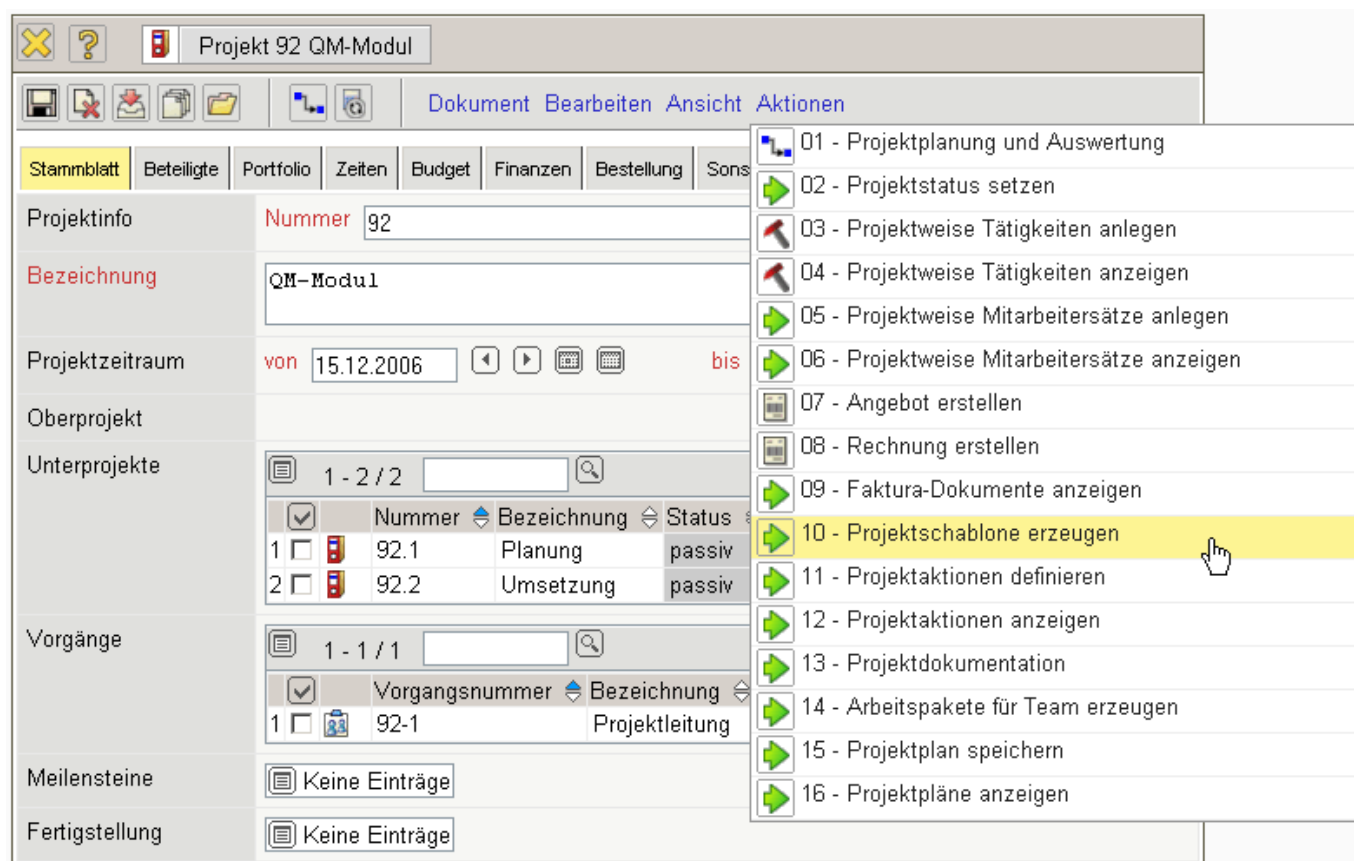 Projekt 92 QM-Modul
Dokument Bearbeiten Ansicht Aktionen
Stammblatt Beteiligte Portfolio Zeiten Budget Finanzen Bestellung Sons
Projektinfo Nummer 92
Bezeichnung QM-Modul
Projektzeitraum von 15.12.2006 bis
Oberprojekt
Unterprojekte 1 - 2 / 2
Nummer Bezeichnung Status
1 92.1 Planung passiv
2 92.2 Umsetzung passiv
Vorgänge 1 - 1 / 1
Vorgangsnummer Bezeichnung
1 92-1 Projektleitung
Meilensteine Keine Einträge
Fertigstellung Keine Einträge
01 - Projektplanung und Auswertung
02 - Projektstatus setzen
03 - Projektweise Tätigkeiten anlegen
04 - Projektweise Tätigkeiten anzeigen
05 - Projektweise Mitarbeitersätze anlegen
06 - Projektweise Mitarbeitersätze anzeigen
07 - Angebot erstellen
08 - Rechnung erstellen
09 - Faktura-Dokumente anzeigen
10 - Projektschablone erzeugen
11 - Projektaktionen definieren
12 - Projektaktionen anzeigen
13 - Projektdokumentation
14 - Arbeitspakete für Team erzeugen
15 - Projektplan speichern
16 - Projektpläne anzeigen